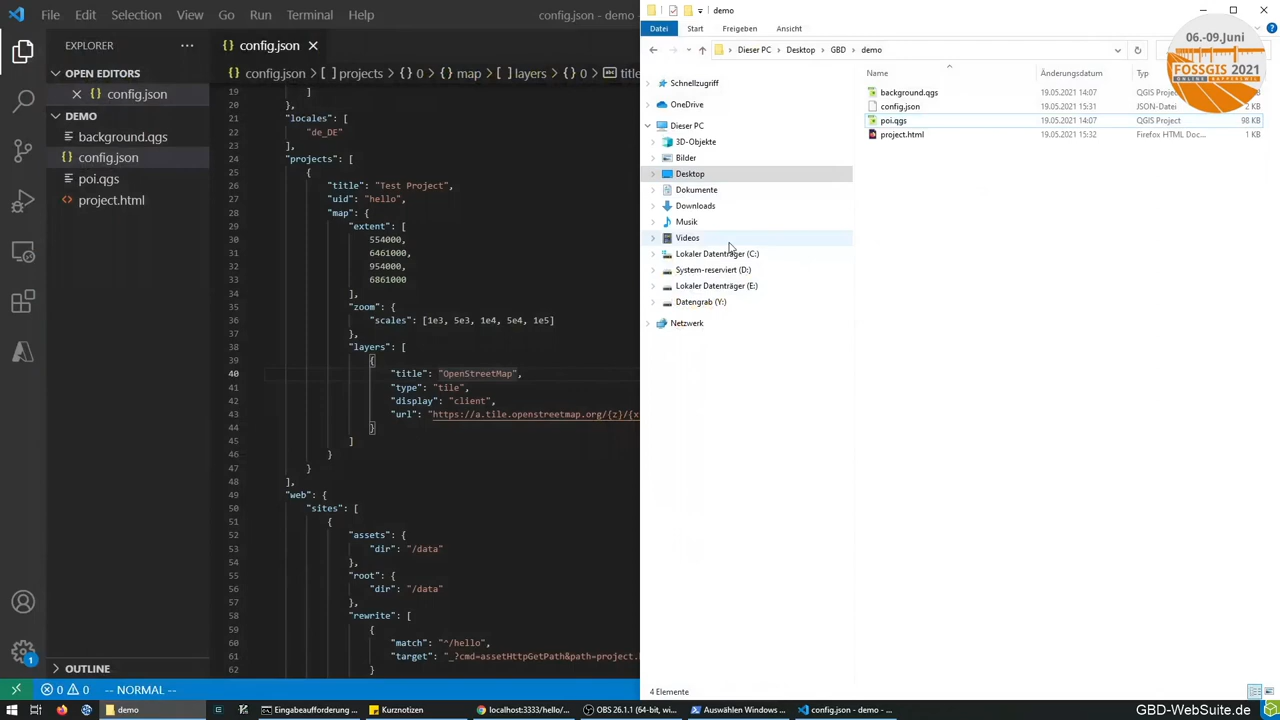 File Edit Selection View Go Run Terminal config.json - demo
EXPLORER
config.json
OPEN EDITORS
{} config.json
DEMO
background.qgs
{} config.json
poi.qgs
<> project.html
OUTLINE
{} config.json > [ ] projects > {} 0 > {} map > [ ] layers > {} 0 > title
19 ]
20 },
21 "locales": [
22 "de_DE"
23 ],
24 "projects": [
25 {
26 "title": "Test Project",
27 "uid": "hello",
28 "map": {
29 "extent": [
30 554000,
31 6461000,
32 954000,
33 6861000
34 ],
35 "zoom": {
36 "scales": [1e3, 5e3, 1e4, 5e4, 1e5]
37 },
38 "layers": [
39 {
40 "title": "OpenStreetMap",
41 "type": "tile",
42 "display": "client",
43 "url": "https://a.tile.openstreetmap.org/{z}/{x
44 }
45 ]
46 }
47 }
48 ],
49 "web": {
50 "sites": [
51 {
52 "assets": {
53 "dir": "/data"
54 },
55 "root": {
56 "dir": "/data"
57 },
58 "rewrite": [
59 {
60 "match": "^/hello",
61 "target": "_?cmd=assetHttpGetPath&path=project.
62 }
1
0 0 -- NORMAL --
demo
Datei Start Freigeben Ansicht
Dieser PC > Desktop > GBD > demo
Schnellzugriff
OneDrive
Dieser PC
3D-Objekte
Bilder
Desktop
Dokumente
Downloads
Musik
Videos
Lokaler Datenträger (C:)
System-reserviert (D:)
Lokaler Datenträger (E:)
Datengrab (Y:)
Netzwerk
Name Änderungsdatum Typ
background.qgs 19.05.2021 14:07 QGIS Project
config.json 19.05.2021 15:31 JSON-Datei 2 KB
poi.qgs 19.05.2021 14:07 QGIS Project 98 KB
project.html 19.05.2021 15:32 Firefox HTML Doc... 1 KB
4 Elemente
06.-09.Juni
FOSSGIS 2021
ONLINE RAPPERSWIL
demo
Eingabeaufforderung ...
Kurznotizen
localhost:3333/hello/...
OBS 26.1.1 (64-bit, wi...
Auswählen Windows ...
config.json - demo -...
GBD-WebSuite.de